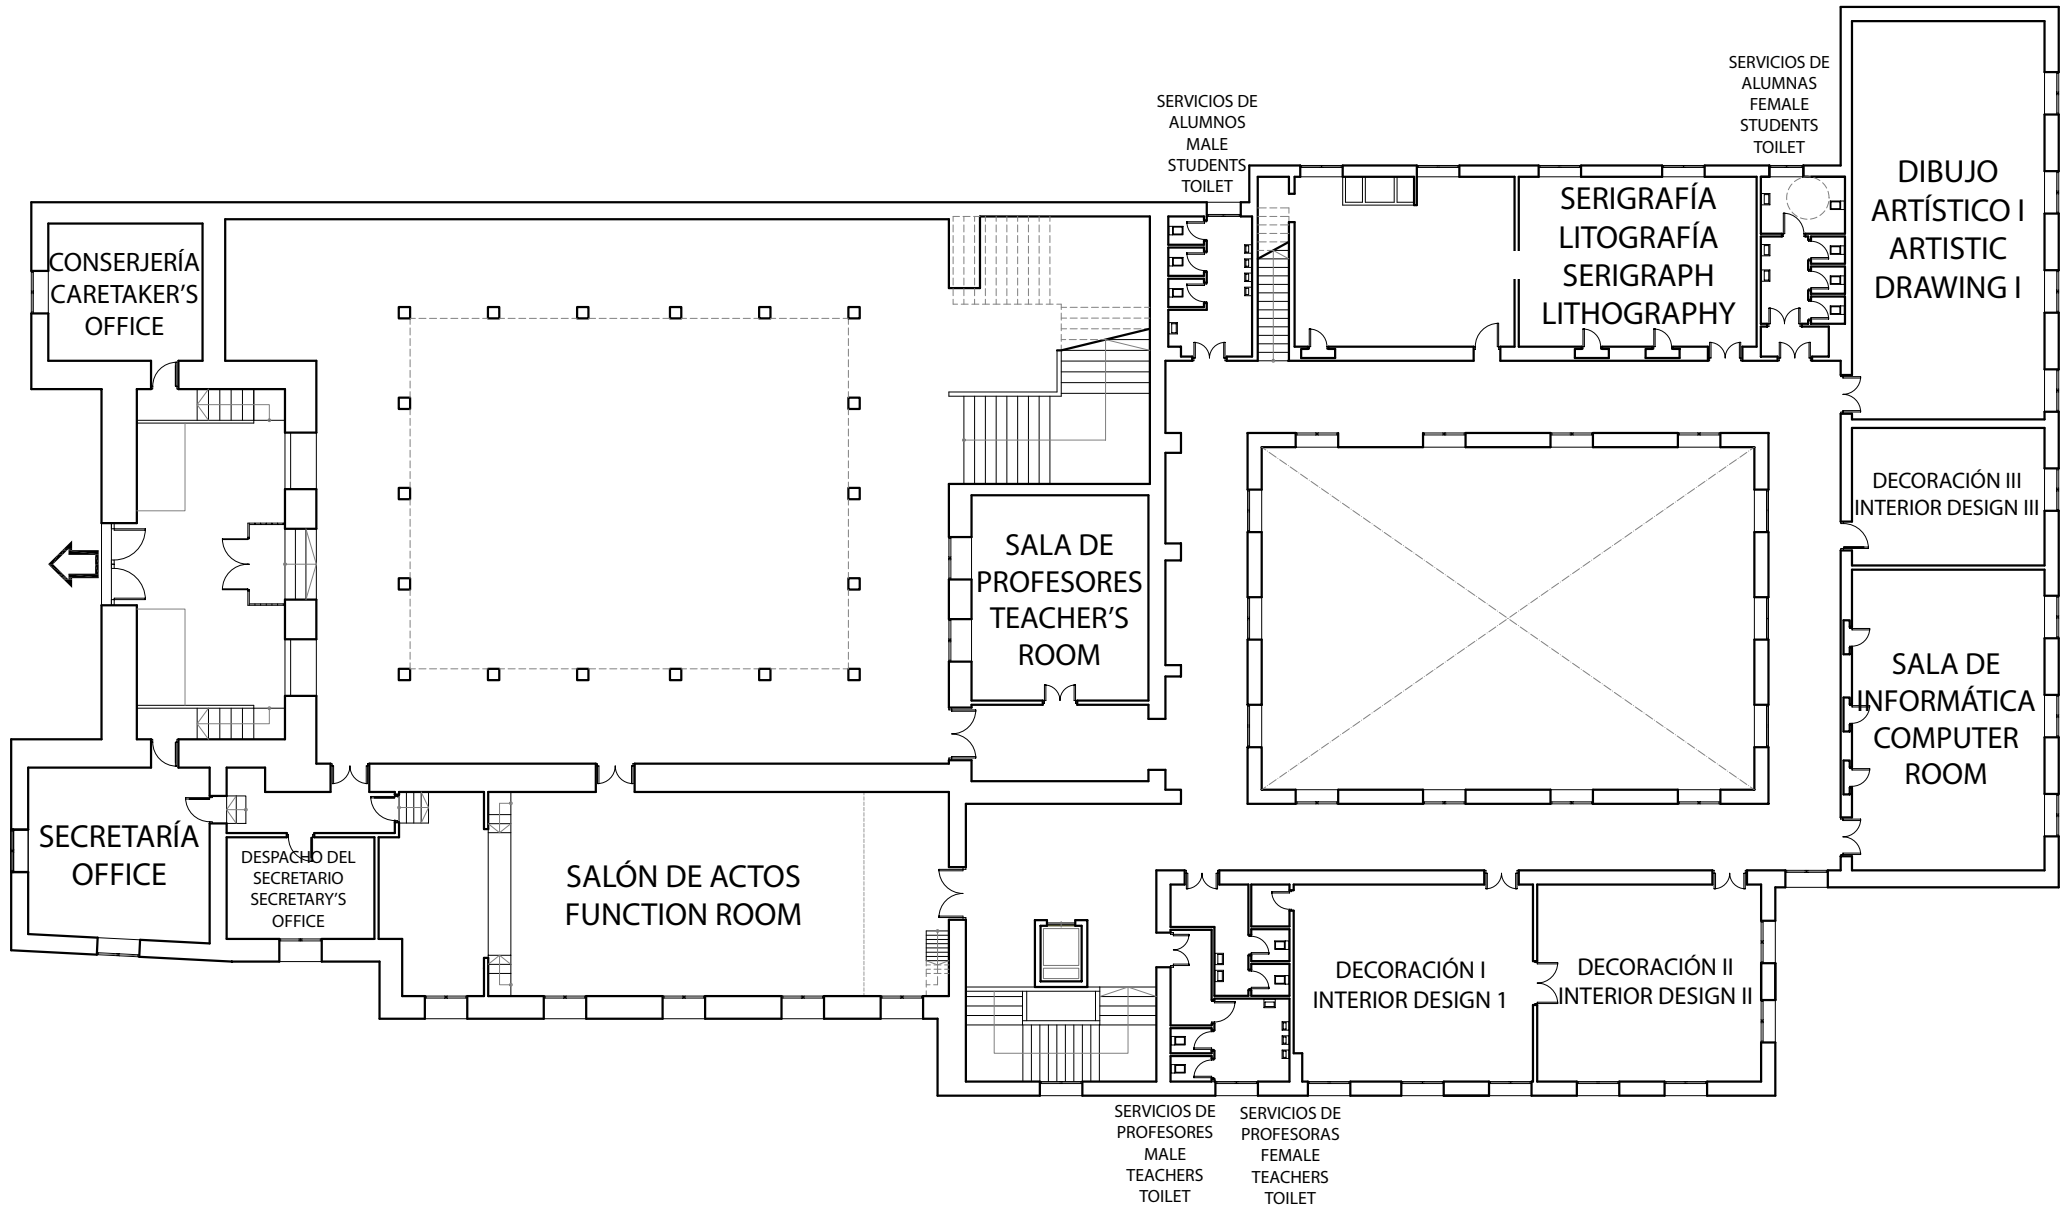 SERVICIOS DE
ALUMNOS
MALE
STUDENTS
TOILET
SERVICIOS DE
ALUMNAS
FEMALE
STUDENTS
TOILET
CONSERJERÍA
CARETAKER'S
OFFICE
SERIGRAFÍA
LITOGRAFÍA
SERIGRAPH
LITHOGRAPHY
DIBUJO
ARTÍSTICO I
ARTISTIC
DRAWING I
DECORACIÓN III
INTERIOR DESIGN III
SALA DE
PROFESORES
TEACHER'S
ROOM
SALA DE
INFORMÁTICA
COMPUTER
ROOM
SECRETARÍA
OFFICE
DESPACHO DEL
SECRETARIO
SECRETARY'S
OFFICE
SALÓN DE ACTOS
FUNCTION ROOM
DECORACIÓN I
INTERIOR DESIGN 1
DECORACIÓN II
INTERIOR DESIGN II
SERVICIOS DE
PROFESORES
MALE
TEACHERS
TOILET
SERVICIOS DE
PROFESORAS
FEMALE
TEACHERS
TOILET